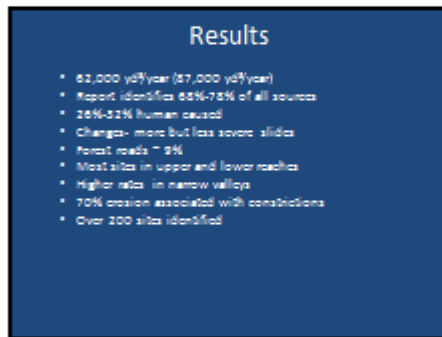 Results
• 62,000 yd³/year (87,000 yd³/year)
• Report identifies 68%-78% of all sources
• 26%-32% human caused
• Changes- more but less severe slides
• Forest roads = 9%
• Most sites in upper and lower reaches
• Higher rates in narrow valleys
• 70% erosion associated with constrictions
• Over 200 sites identified